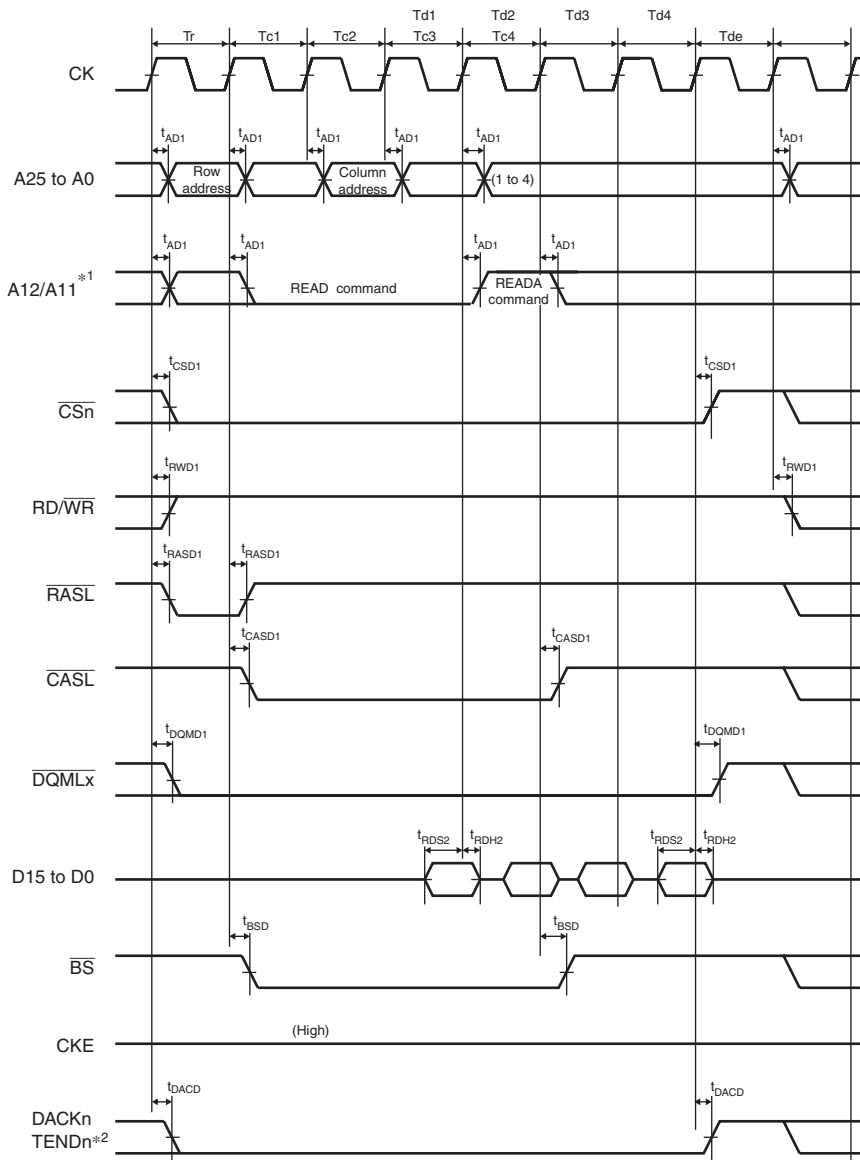 Td1 Td2 Td3 Td4
Tr Tc1 Tc2 Tc3 Tc4 Tde
CK
tAD1 tAD1 tAD1 tAD1 tAD1 tAD1
A25 to A0
Row address
Column address
(1 to 4)
tAD1 tAD1 tAD1 tAD1
A12/A11*1
READ command
READA command
tCSD1 tCSD1
CSn
tRWD1 tRWD1
RD/WR
tRASD1 tRASD1
RASL
tCASD1 tCASD1
CASL
tDQMD1 tDQMD1
DQMLx
tRDS2 tRDH2 tRDS2 tRDH2
D15 to D0
tBSD tBSD
BS
(High)
CKE
tDACD tDACD
DACKn
TENDn*2